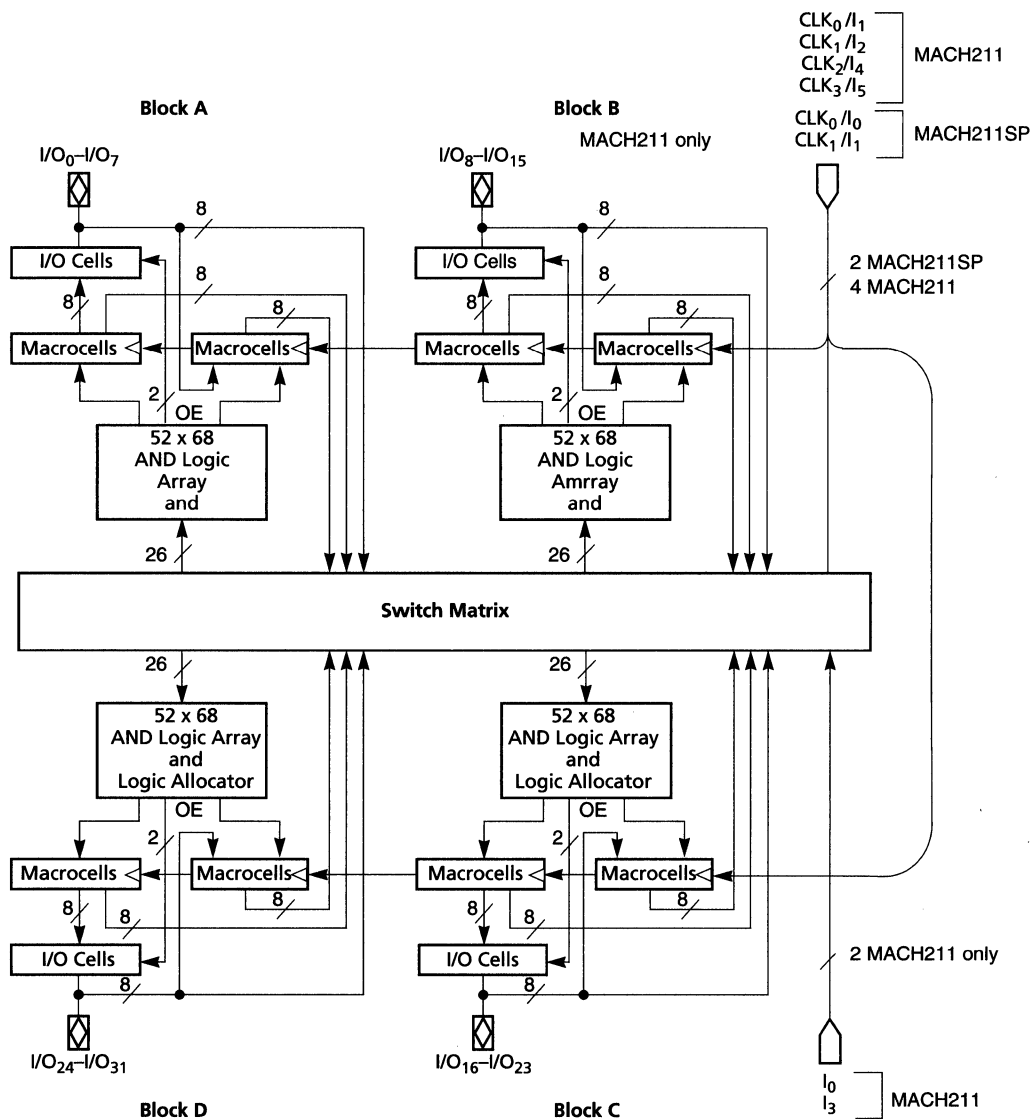 CLK0/I1
CLK1/I2
CLK2/I4
CLK3/I5
MACH211
CLK0/I0
CLK1/I1
MACH211SP
Block A
Block B
MACH211 only
I/O0–I/O7
I/O8–I/O15
8
8
I/O Cells
I/O Cells
2 MACH211SP
4 MACH211
8
8
8
8
8
8
Macrocells
Macrocells
Macrocells
Macrocells
2
OE
2
OE
52 x 68
AND Logic
Array
and
52 x 68
AND Logic
Amrray
and
26
26
Switch Matrix
26
26
52 x 68
AND Logic Array
and
Logic Allocator
52 x 68
AND Logic Array
and
Logic Allocator
OE
2
OE
2
Macrocells
Macrocells
Macrocells
Macrocells
8
8
8
8
8
8
I/O Cells
I/O Cells
2 MACH211 only
8
8
I/O24–I/O31
I/O16–I/O23
I0
I3
MACH211
Block D
Block C